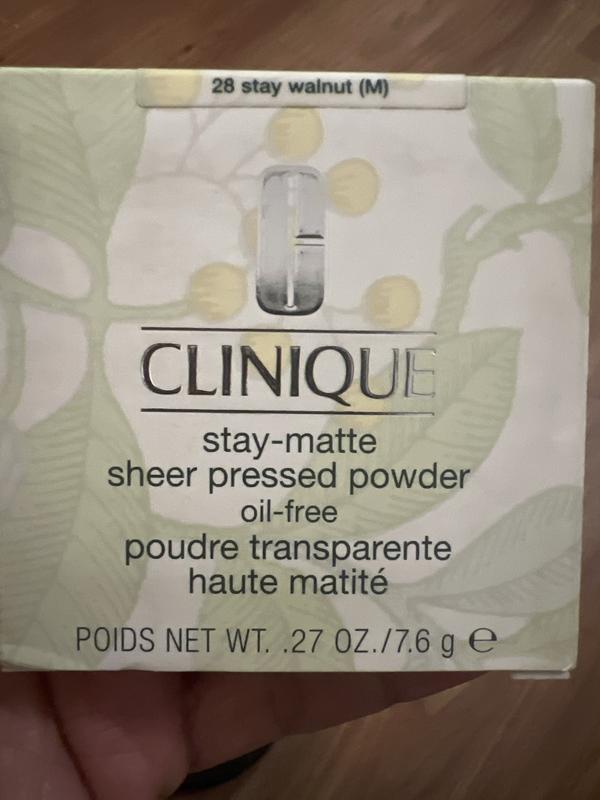 28 stay walnut (M)
CLINIQUE
stay-matte
sheer pressed powder
oil-free
poudre transparente
haute matité
POIDS NET WT. .27 OZ./7.6 g ℮